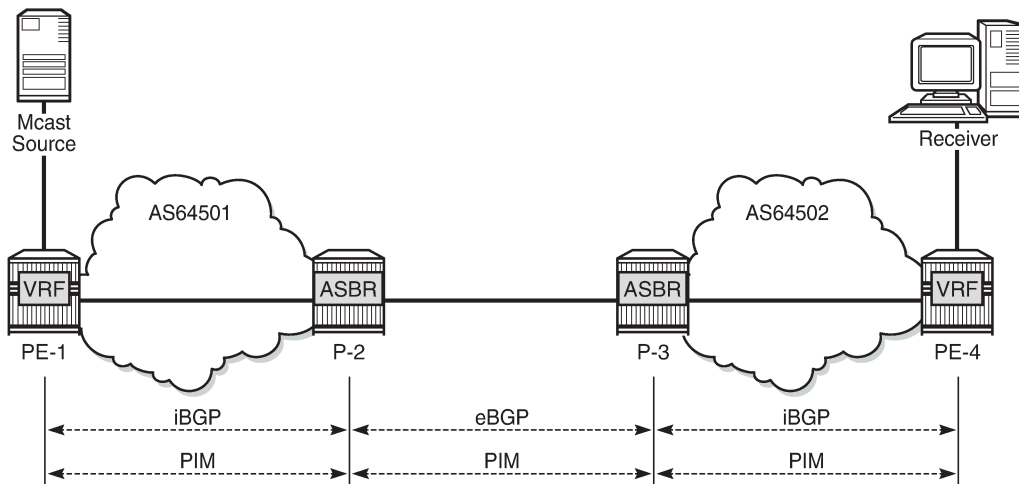 Mcast
Source
Receiver
AS64501
AS64502
VRF
ASBR
ASBR
VRF
PE-1
P-2
P-3
PE-4
iBGP
eBGP
iBGP
PIM
PIM
PIM